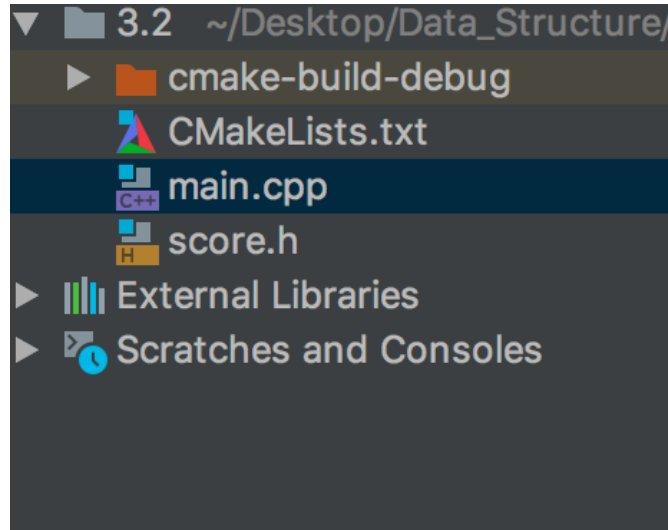 3.2 ~/Desktop/Data_Structure/
cmake-build-debug
CMakeLists.txt
C++ main.cpp
H score.h
External Libraries
Scratches and Consoles